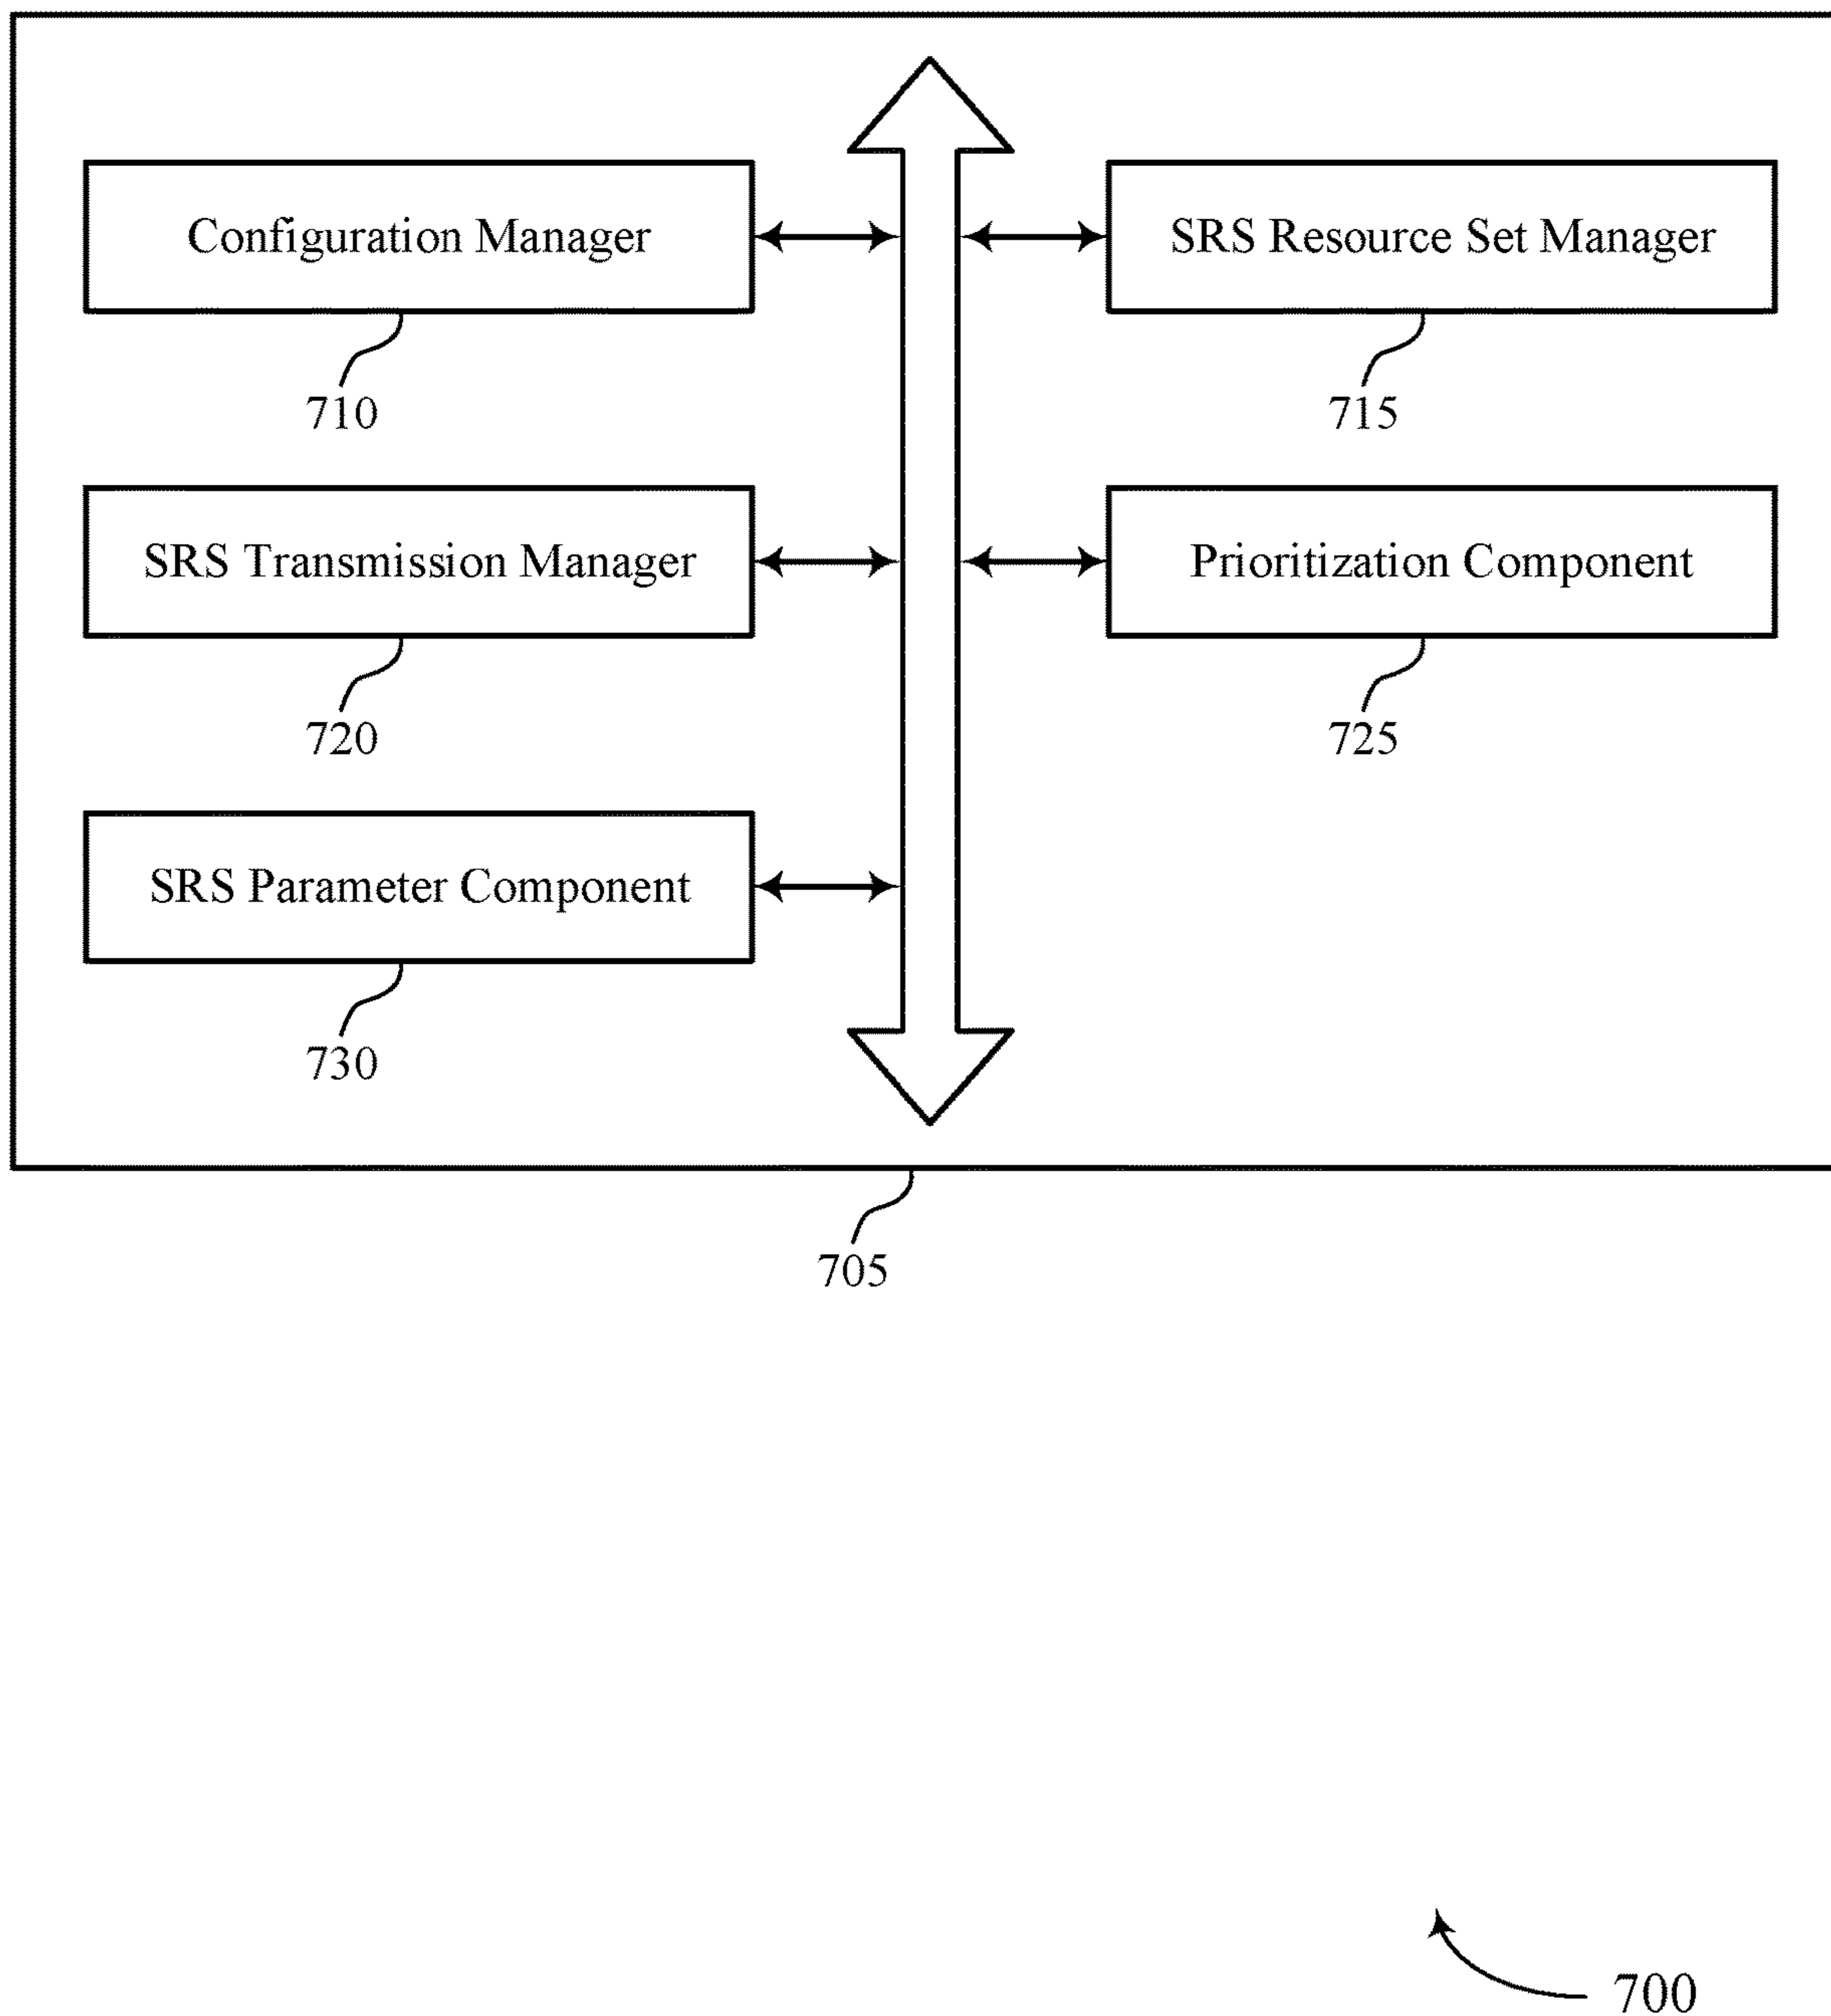 Configuration Manager
SRS Resource Set Manager
710
715
SRS Transmission Manager
Prioritization Component
720
725
SRS Parameter Component
730
705
700